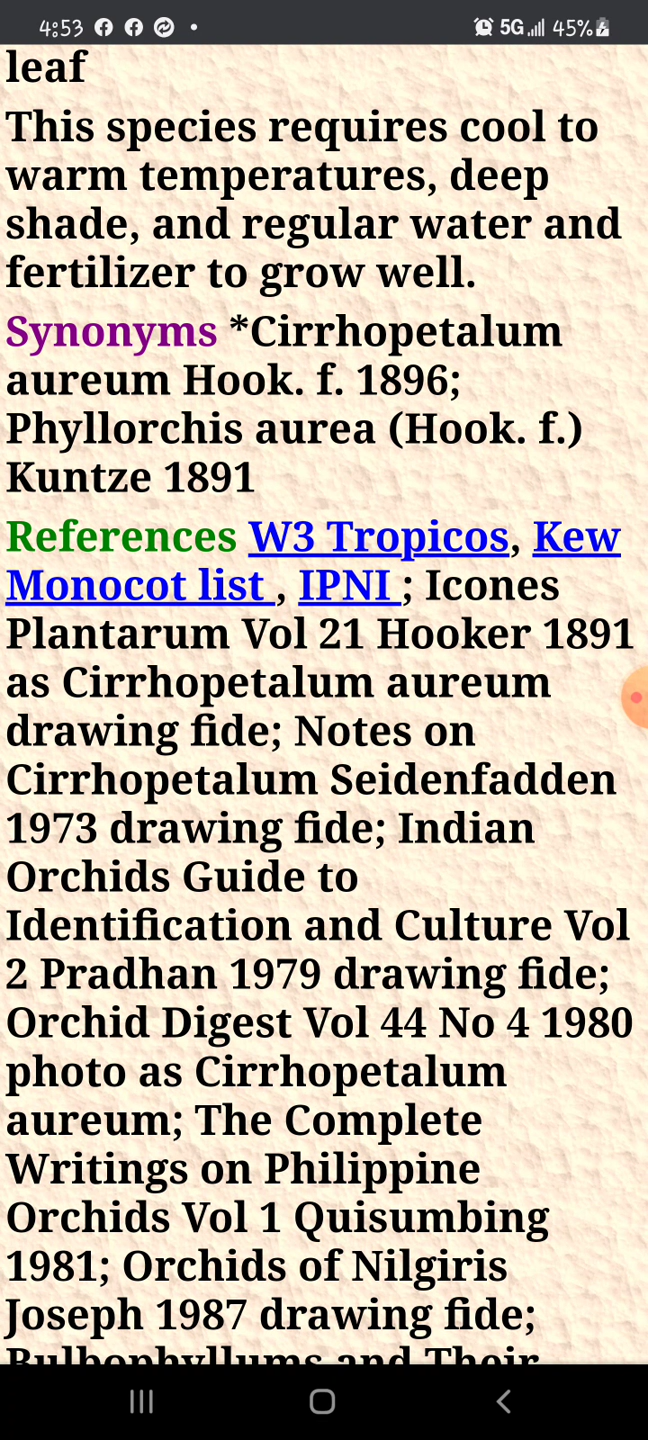 4:53
5G 45%
leaf
This species requires cool to
warm temperatures, deep
shade, and regular water and
fertilizer to grow well.
Synonyms *Cirrhopetalum
aureum Hook. f. 1896;
Phyllorchis aurea (Hook. f.)
Kuntze 1891
References W3 Tropicos, Kew
Monocot list , IPNI ; Icones
Plantarum Vol 21 Hooker 1891
as Cirrhopetalum aureum
drawing fide; Notes on
Cirrhopetalum Seidenfadden
1973 drawing fide; Indian
Orchids Guide to
Identification and Culture Vol
2 Pradhan 1979 drawing fide;
Orchid Digest Vol 44 No 4 1980
photo as Cirrhopetalum
aureum; The Complete
Writings on Philippine
Orchids Vol 1 Quisumbing
1981; Orchids of Nilgiris
Joseph 1987 drawing fide;
Bulbophyllums and Their